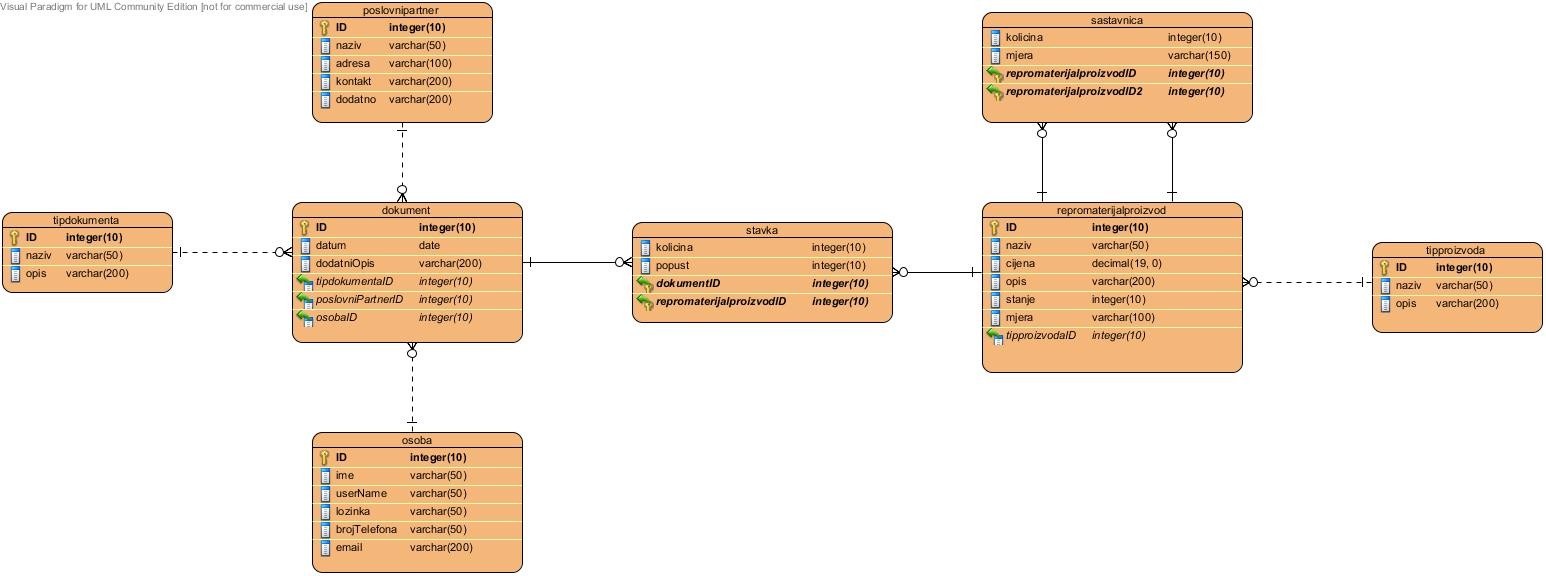 Visual Paradigm for UML Community Edition [not for commercial use]
poslovnipartner
ID integer(10)
naziv varchar(50)
adresa varchar(100)
kontakt varchar(200)
dodatno varchar(200)
sastavnica
kolicina integer(10)
mjera varchar(150)
repromaterijalproizvodID integer(10)
repromaterijalproizvodID2 integer(10)
tipdokumenta
ID integer(10)
naziv varchar(50)
opis varchar(200)
dokument
ID integer(10)
datum date
dodatniOpis varchar(200)
tipdokumentaID integer(10)
poslovniPartnerID integer(10)
osobaID integer(10)
stavka
kolicina integer(10)
popust integer(10)
dokumentID integer(10)
repromaterijalproizvodID integer(10)
repromaterijalproizvod
ID integer(10)
naziv varchar(50)
cijena decimal(19, 0)
opis varchar(200)
stanje integer(10)
mjera varchar(100)
tipproizvodaID integer(10)
tipproizvoda
ID integer(10)
naziv varchar(50)
opis varchar(200)
osoba
ID integer(10)
ime varchar(50)
userName varchar(50)
lozinka varchar(50)
brojTelefona varchar(50)
email varchar(200)